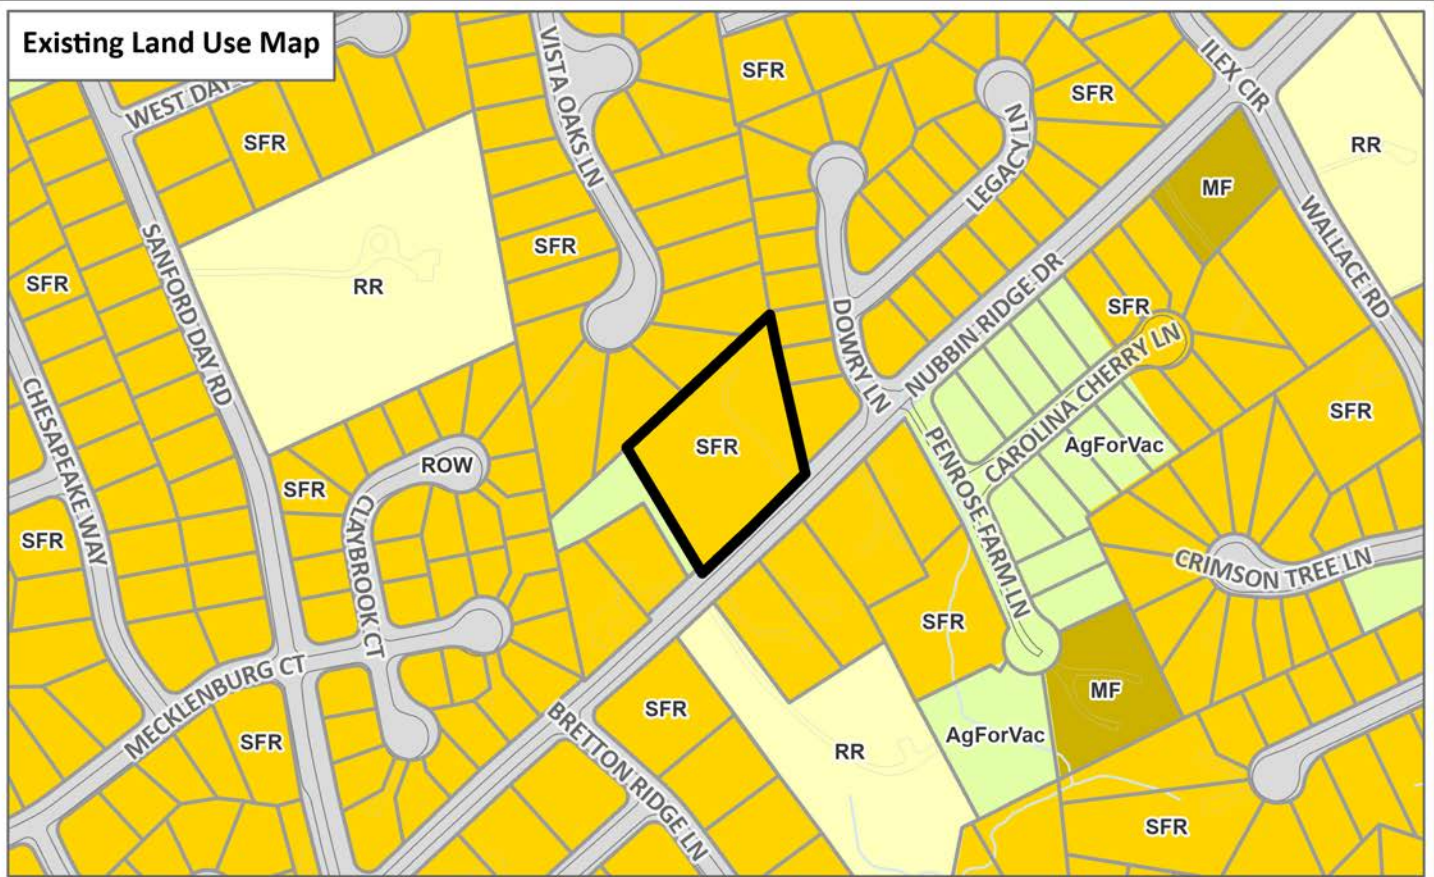 Existing Land Use Map
WEST DAY
VISTA OAKS LN
SFR
SFR
ILEX CIR
SFR
RR
LEGACY LN
MF
SANFORD DAY RD
WALLACE RD
SFR
SFR
RR
NUBBIN RIDGE DR
SFR
DOWRY LN
CAROLINA CHERRY LN
CHESAPEAKE WAY
SFR
SFR
AgForVac
ROW
PENROSE FARM LN
SFR
CLAYBROOK CT
SFR
CRIMSON TREE LN
SFR
MECKLENBURG CT
MF
SFR
BRETTON RIDGE LN
AgForVac
SFR
RR
SFR